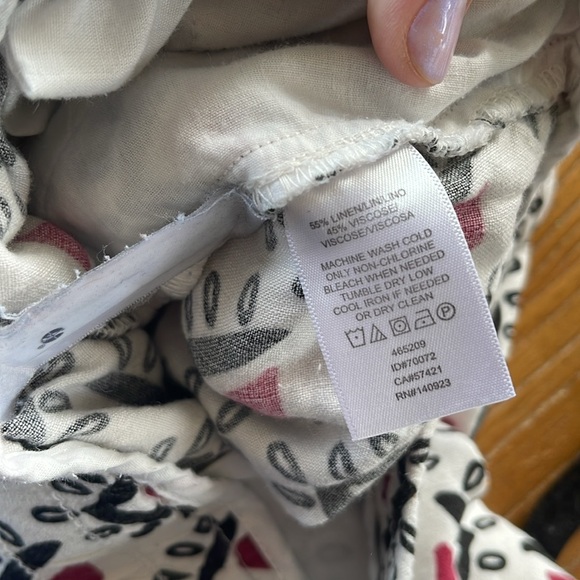 55% LINEN/LIN/LINO
45% VISCOSE/
VISCOSE/VISCOSA
MACHINE WASH COLD
ONLY NON-CHLORINE
BLEACH WHEN NEEDED
TUMBLE DRY LOW
COOL IRON IF NEEDED
OR DRY CLEAN
465209
ID#70072
CA#57421
RN#140923